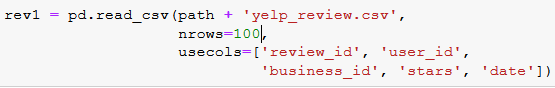 rev1 = pd.read_csv(path + 'yelp_review.csv',
nrows=100,
usecols=['review_id', 'user_id',
'business_id', 'stars', 'date'])